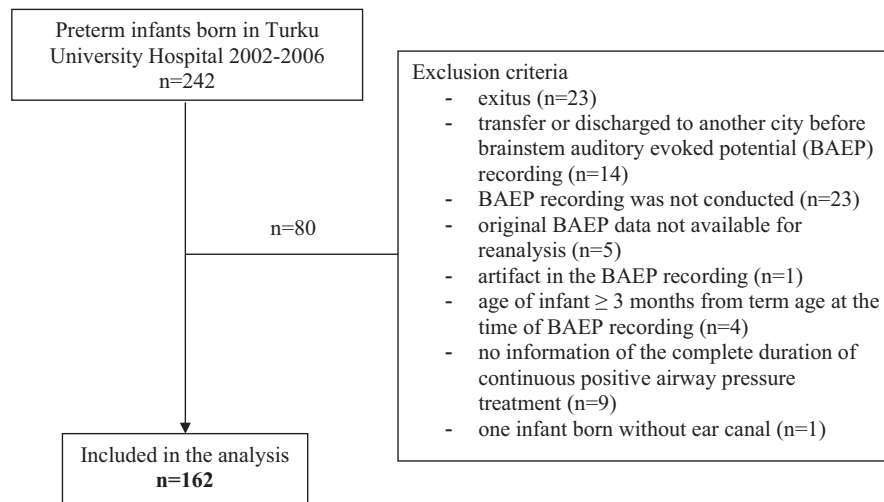 Preterm infants born in Turku
University Hospital 2002-2006
n=242
Exclusion criteria
- exitus (n=23)
- transfer or discharged to another city before
brainstem auditory evoked potential (BAEP)
recording (n=14)
- BAEP recording was not conducted (n=23)
- original BAEP data not available for
reanalysis (n=5)
- artifact in the BAEP recording (n=1)
- age of infant ≥ 3 months from term age at the
time of BAEP recording (n=4)
- no information of the complete duration of
continuous positive airway pressure
treatment (n=9)
- one infant born without ear canal (n=1)
n=80
Included in the analysis
n=162